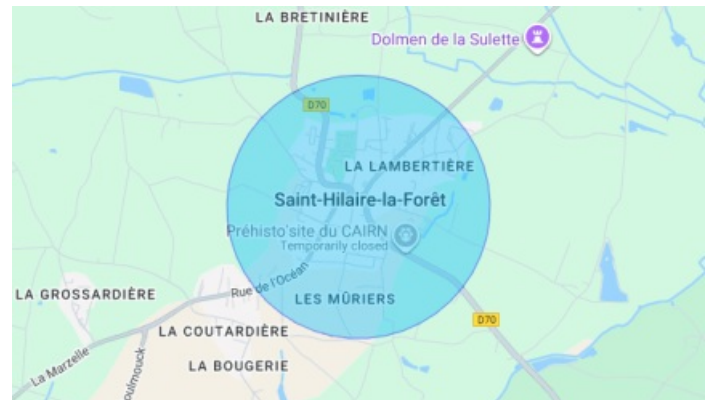 LA BRETINIÈRE
Dolmen de la Sulette
D70
LA LAMBERTIÈRE
Saint-Hilaire-la-Forêt
Préhisto'site du CAIRN
Temporarily closed
Rue de l'Océan
LA GROSSARDIÈRE
LES MÛRIERS
D70
LA COUTARDIÈRE
La Marzelle
LA BOUGERIE
oulmouck